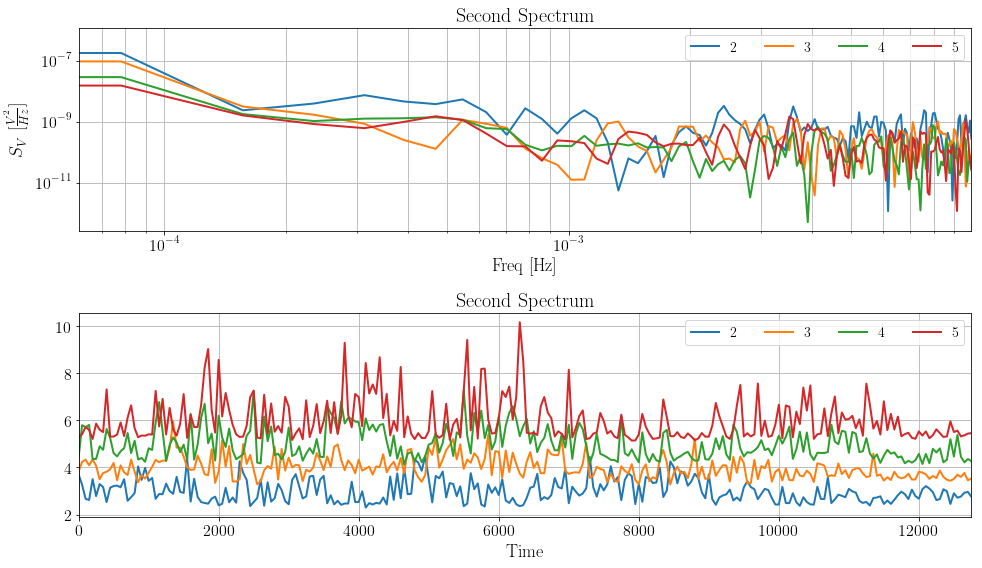 Second Spectrum
2 3 4 5
10⁻⁷
10⁻⁹
10⁻¹¹
S_V [V²/Hz]
10⁻⁴ 10⁻³
Freq [Hz]
Second Spectrum
2 3 4 5
10
8
6
4
2
0 2000 4000 6000 8000 10000 12000
Time